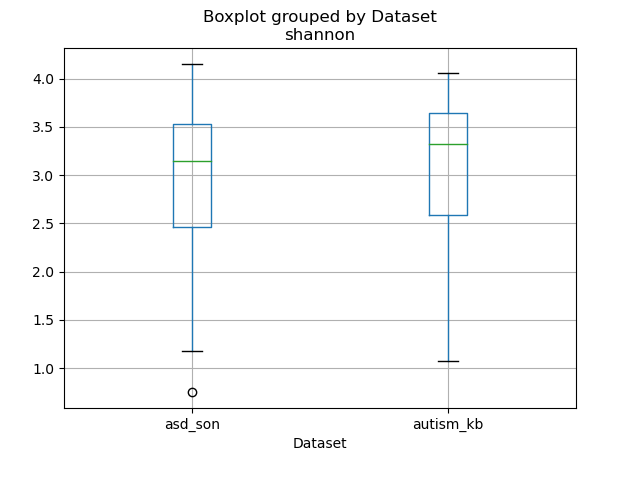 Boxplot grouped by Dataset
shannon
4.0
3.5
3.0
2.5
2.0
1.5
1.0
asd_son autism_kb
Dataset